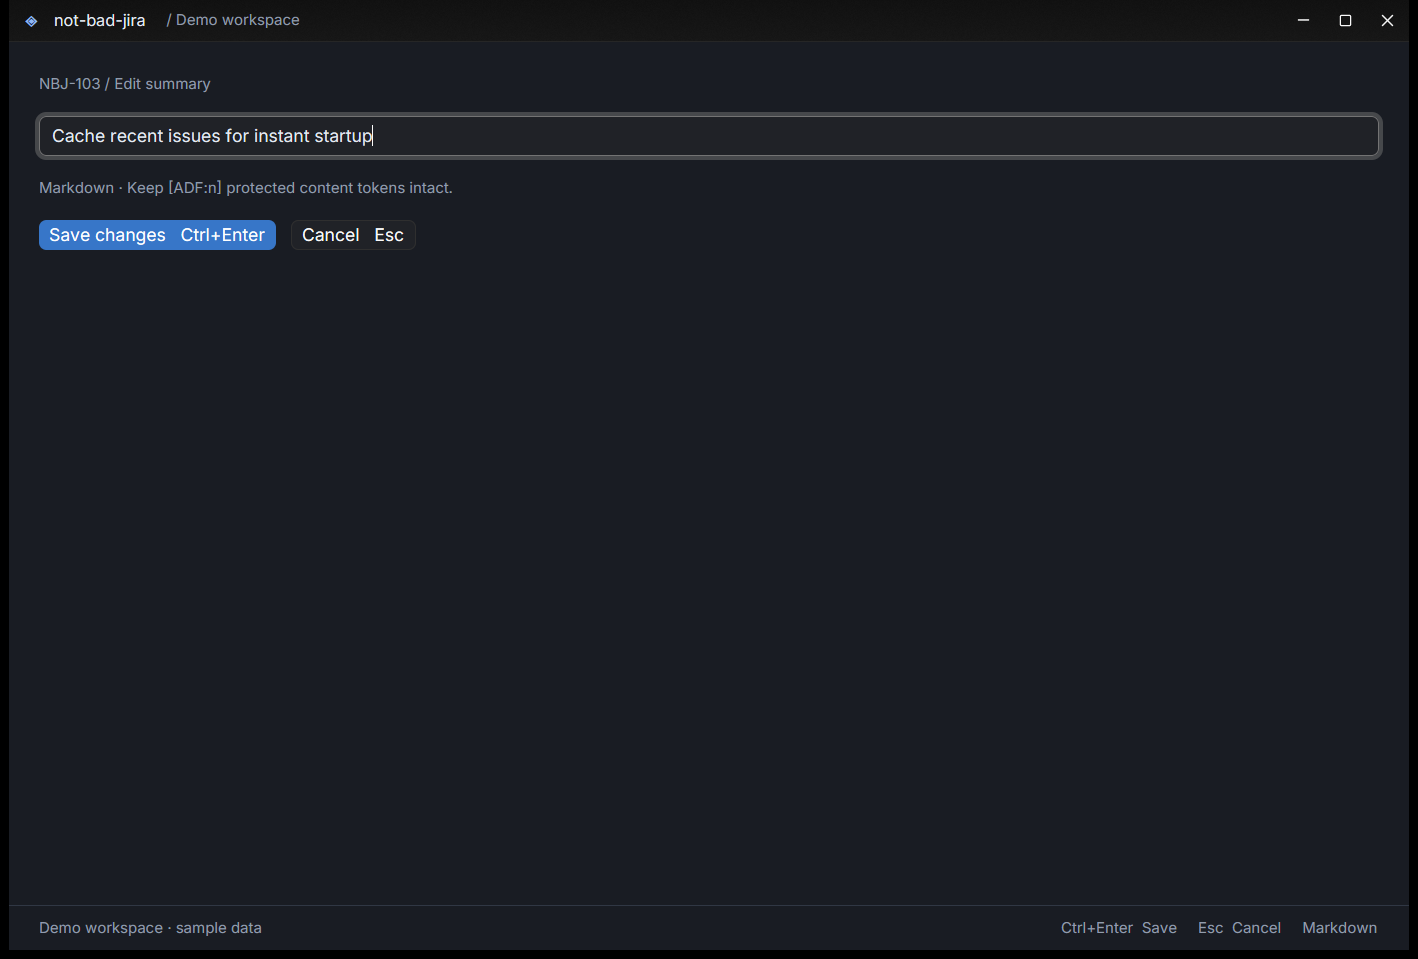 not-bad-jira / Demo workspace
NBJ-103 / Edit summary
Cache recent issues for instant startup
Markdown · Keep [ADF:n] protected content tokens intact.
Save changes Ctrl+Enter Cancel Esc
Demo workspace · sample data Ctrl+Enter Save Esc Cancel Markdown